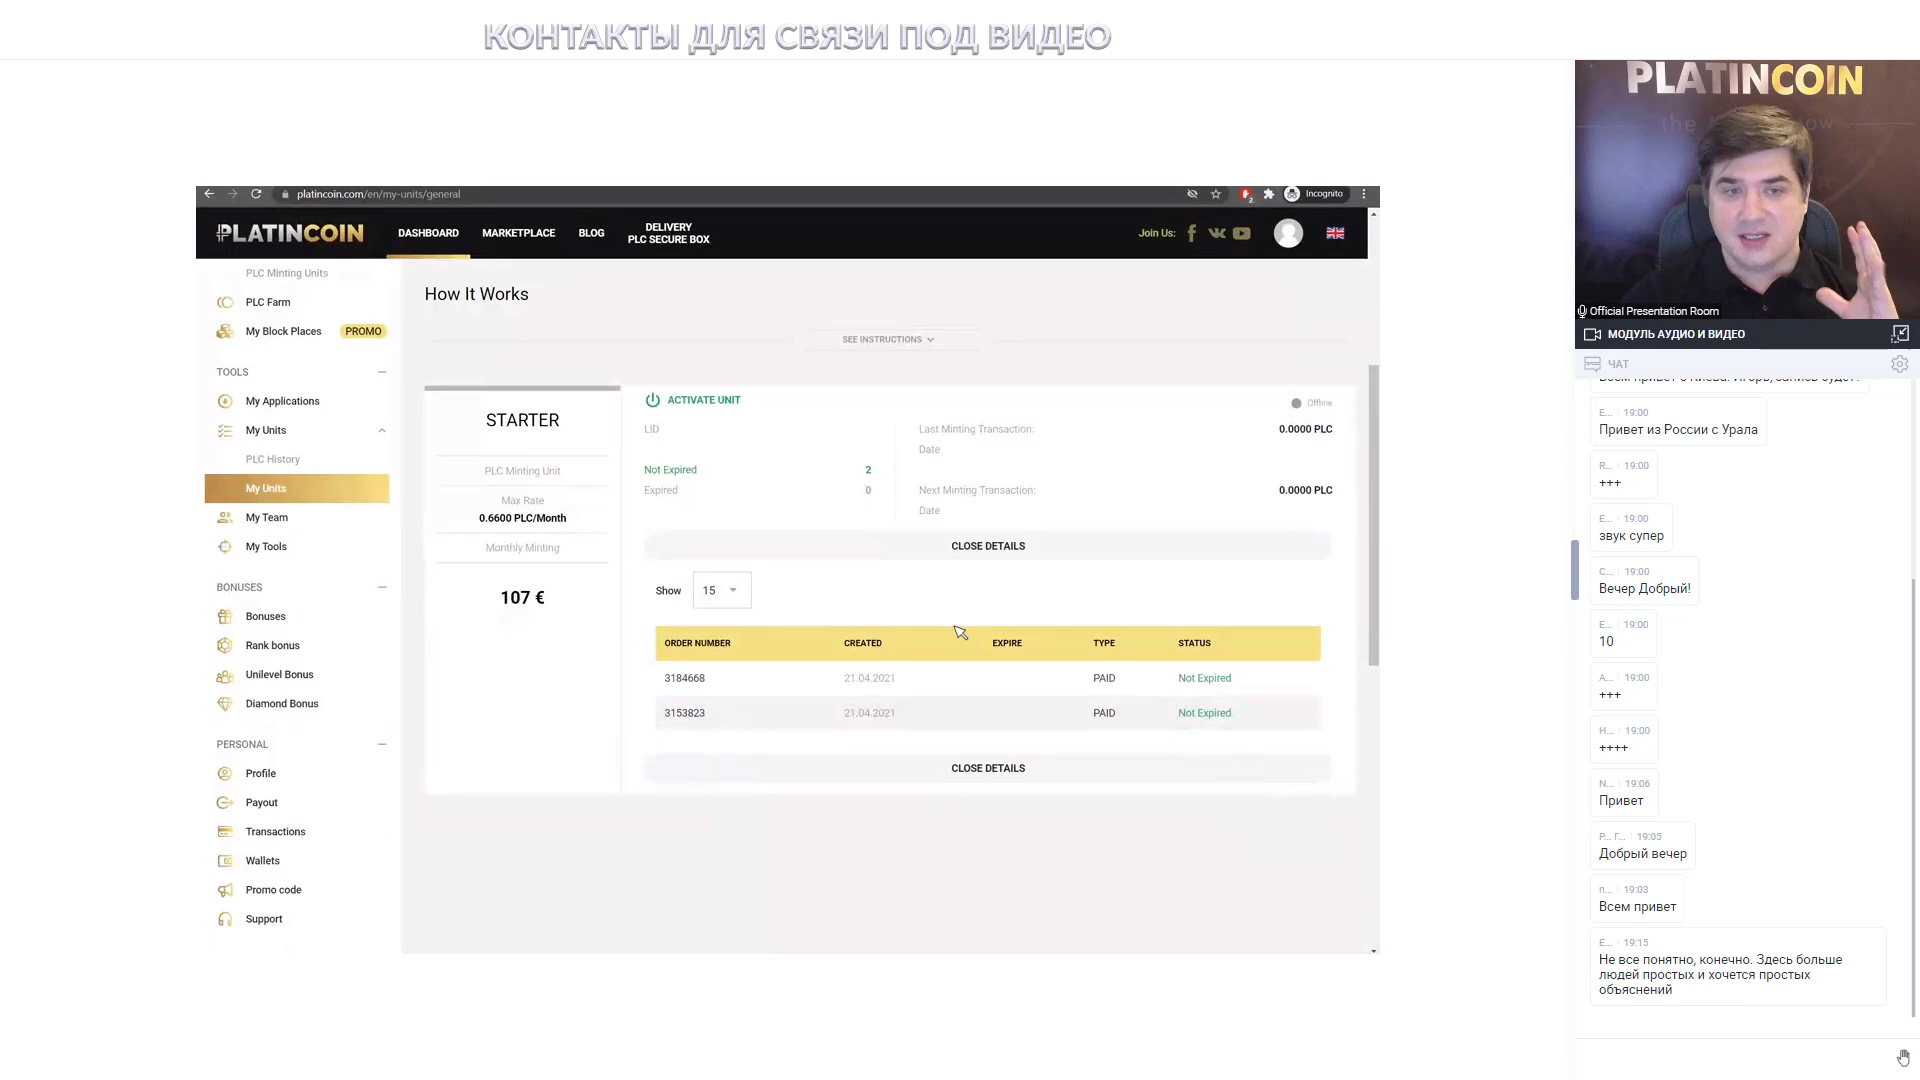 КОНТАКТЫ ДЛЯ СВЯЗИ ПОД ВИДЕО
platincoin.com/en/my-units/general
2
Incognito
PLATINCOIN
DASHBOARD
MARKETPLACE
BLOG
DELIVERY
PLC SECURE BOX
Join Us:
PLC Minting Units
PLC Farm
My Block Places PROMO
TOOLS
My Applications
My Units
PLC History
My Units
My Team
My Tools
BONUSES
Bonuses
Rank bonus
Unilevel Bonus
Diamond Bonus
PERSONAL
Profile
Payout
Transactions
Wallets
Promo code
Support
How It Works
SEE INSTRUCTIONS
STARTER
PLC Minting Unit
Max Rate
0.6600 PLC/Month
Monthly Minting
107 €
ACTIVATE UNIT
Offline
LID
Not Expired 2
Expired 0
Last Minting Transaction: 0.0000 PLC
Date
Next Minting Transaction: 0.0000 PLC
Date
CLOSE DETAILS
Show 15
ORDER NUMBER CREATED EXPIRE TYPE STATUS
3184668 21.04.2021 PAID Not Expired
3153823 21.04.2021 PAID Not Expired
CLOSE DETAILS
PLATINCOIN
Official Presentation Room
МОДУЛЬ АУДИО И ВИДЕО
ЧАТ
E... 19:00
Привет из России с Урала
R... 19:00
+++
E... 19:00
звук супер
С... 19:00
Вечер Добрый!
E... 19:00
10
A... 19:00
+++
Н... 19:00
++++
N... 19:06
Привет
Р... Г... 19:05
Добрый вечер
п... 19:03
Всем привет
E... 19:15
Не все понятно, конечно. Здесь больше
людей простых и хочется простых
объяснений